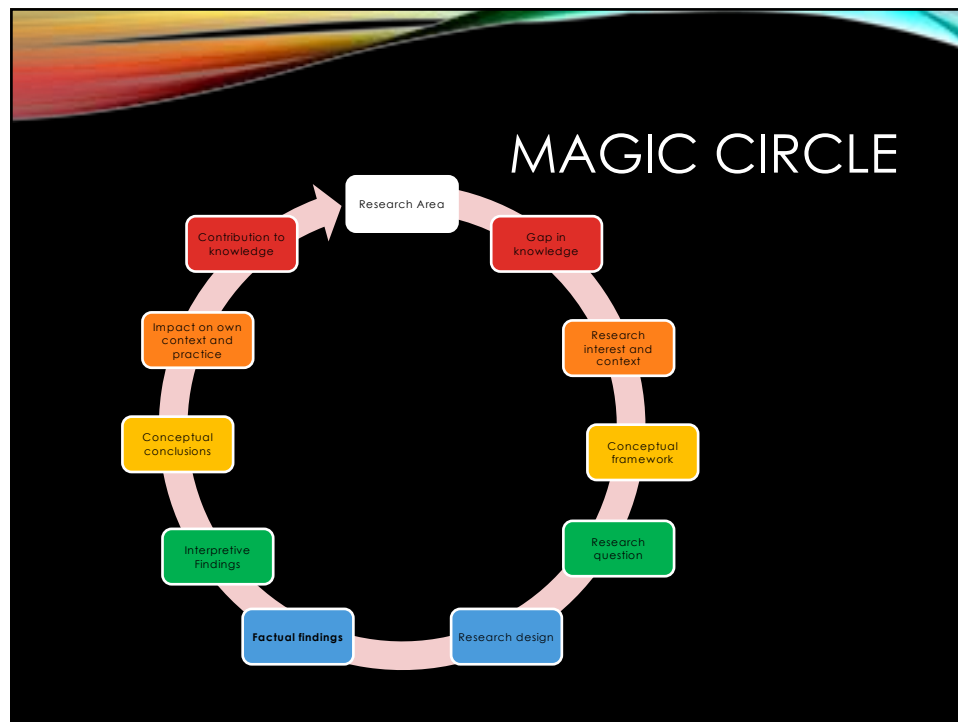 MAGIC CIRCLE
Research Area
Gap in
knowledge
Research
interest and
context
Conceptual
framework
Research
question
Research design
Factual findings
Interpretive
Findings
Conceptual
conclusions
Impact on own
context and
practice
Contribution to
knowledge